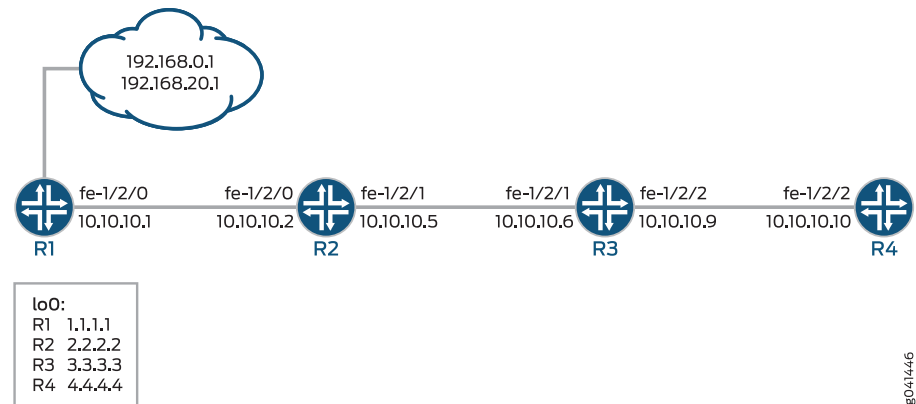 192.168.0.1
192.168.20.1
fe-1/2/0 fe-1/2/0 fe-1/2/1 fe-1/2/1 fe-1/2/2 fe-1/2/2
10.10.10.1 10.10.10.2 10.10.10.5 10.10.10.6 10.10.10.9 10.10.10.10
R1 R2 R3 R4
lo0:
R1 1.1.1.1
R2 2.2.2.2
R3 3.3.3.3
R4 4.4.4.4
g041446